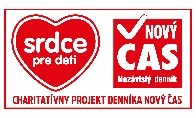 srdce
pre deti
NOVÝ
ČAS
Nezávislý denník
CHARITATÍVNY PROJEKT DENNÍKA NOVÝ ČAS